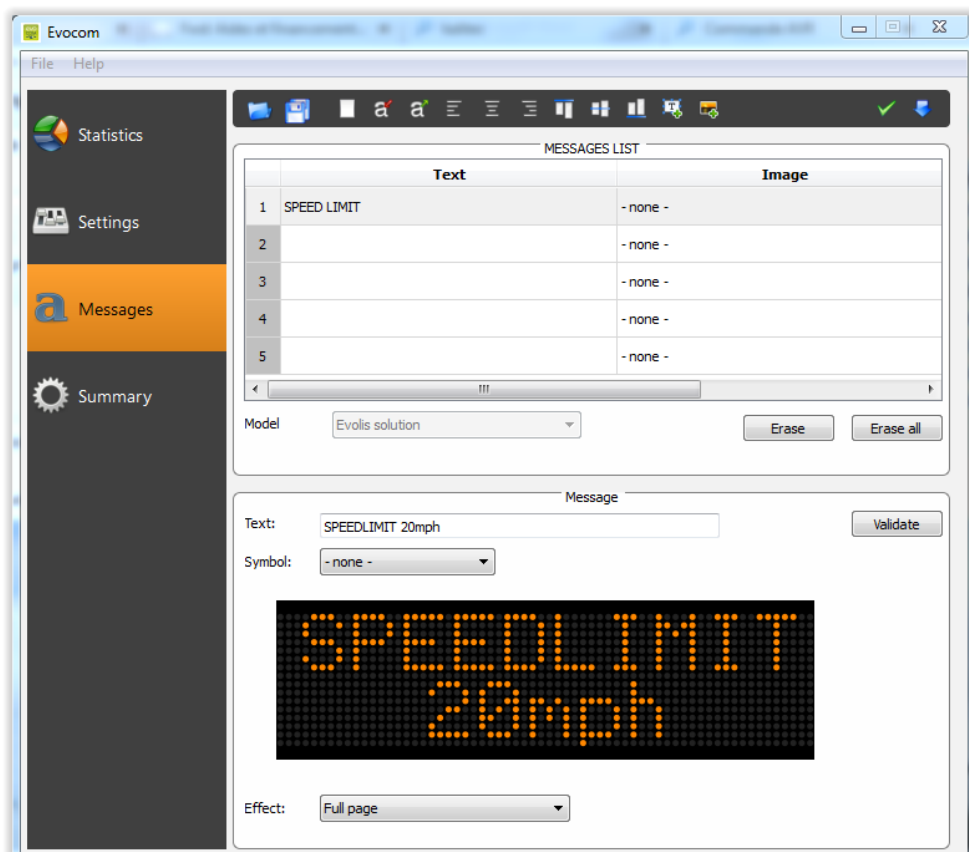 Evocom
File Help
Statistics
Settings
Messages
Summary
MESSAGES LIST
Text Image
1 SPEED LIMIT - none -
2 - none -
3 - none -
4 - none -
5 - none -
Model Evolis solution Erase Erase all
Message
Text: SPEEDLIMIT 20mph Validate
Symbol: - none -
SPEEDLIMIT
20mph
Effect: Full page